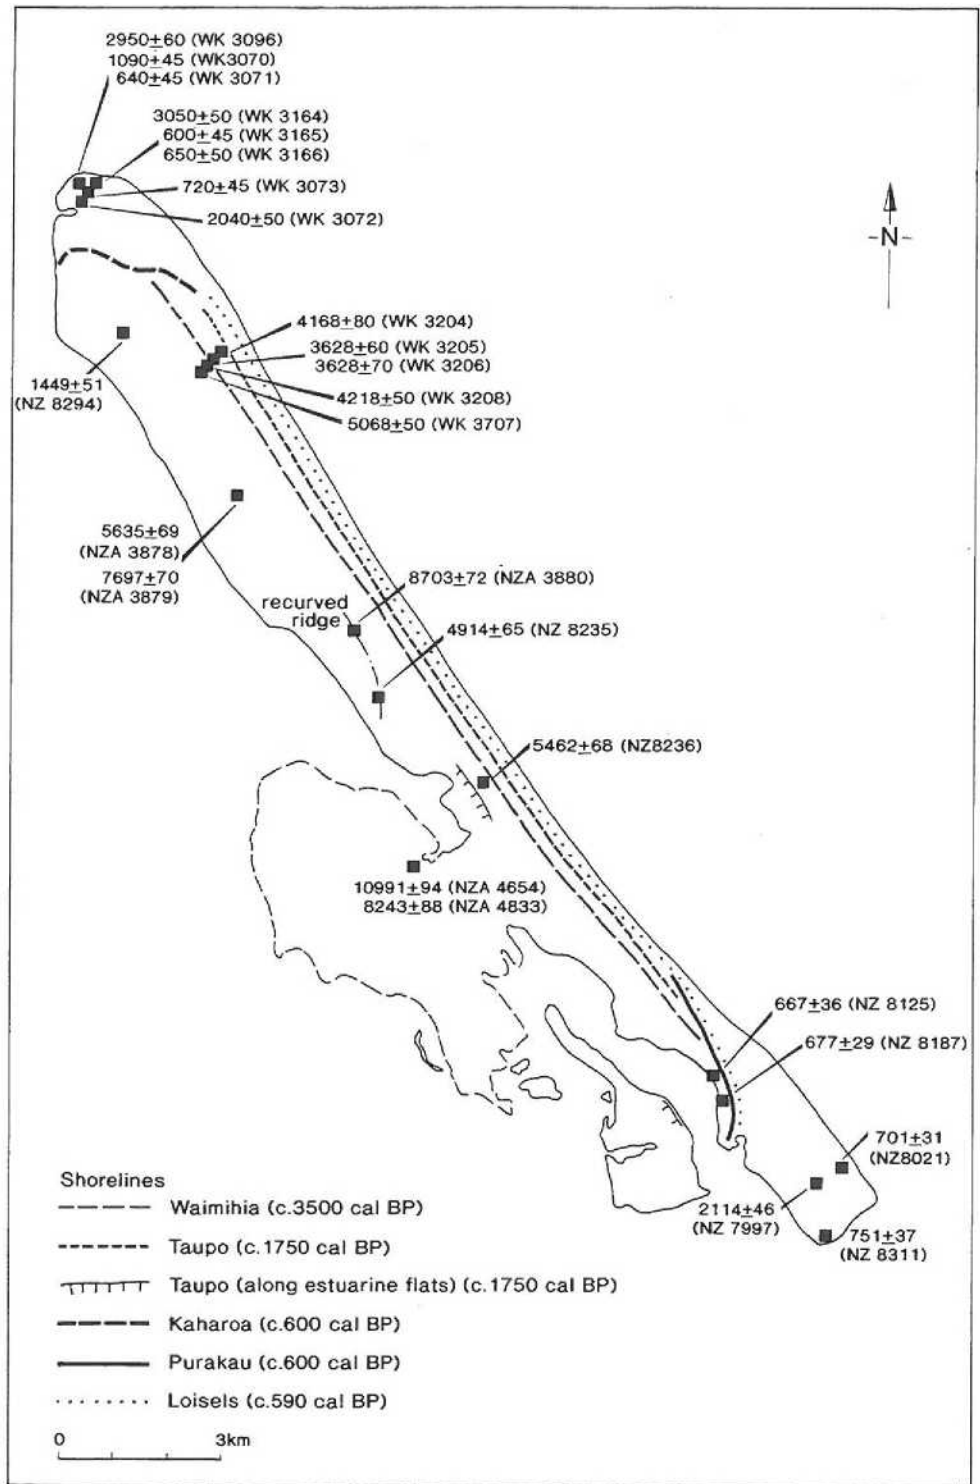 2950±60 (WK 3096)
1090±45 (WK3070)
640±45 (WK 3071)
3050±50 (WK 3164)
600±45 (WK 3165)
650±50 (WK 3166)
720±45 (WK 3073)
2040±50 (WK 3072)
-N-
4168±80 (WK 3204)
3628±60 (WK 3205)
3628±70 (WK 3206)
4218±50 (WK 3208)
5068±50 (WK 3707)
1449±51
(NZ 8294)
5635±69
(NZA 3878)
7697±70
(NZA 3879)
8703±72 (NZA 3880)
recurved
ridge
4914±65 (NZ 8235)
5462±68 (NZ8236)
10991±94 (NZA 4654)
8243±88 (NZA 4833)
667±36 (NZ 8125)
677±29 (NZ 8187)
701±31
(NZ8021)
2114±46
(NZ 7997)
751±37
(NZ 8311)
Shorelines
Waimihia (c.3500 cal BP)
Taupo (c.1750 cal BP)
Taupo (along estuarine flats) (c.1750 cal BP)
Kaharoa (c.600 cal BP)
Purakau (c.600 cal BP)
Loisels (c.590 cal BP)
0 3km